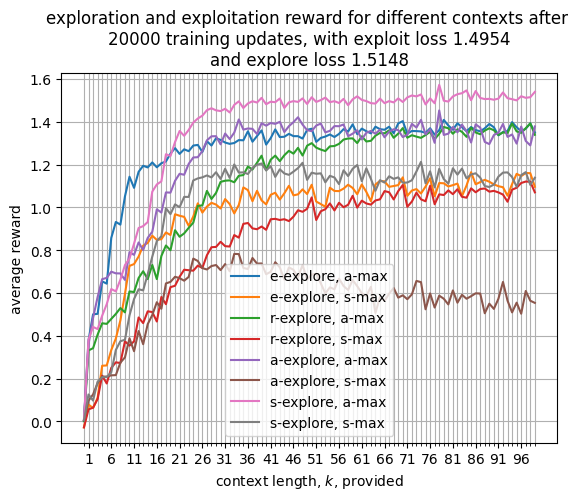 exploration and exploitation reward for different contexts after
20000 training updates, with exploit loss 1.4954
and explore loss 1.5148
1.6
1.4
1.2
1.0
0.8
0.6
0.4
0.2
0.0
average reward
e-explore, a-max
e-explore, s-max
r-explore, a-max
r-explore, s-max
a-explore, a-max
a-explore, s-max
s-explore, a-max
s-explore, s-max
1 6 11 16 21 26 31 36 41 46 51 56 61 66 71 76 81 86 91 96
context length, k, provided